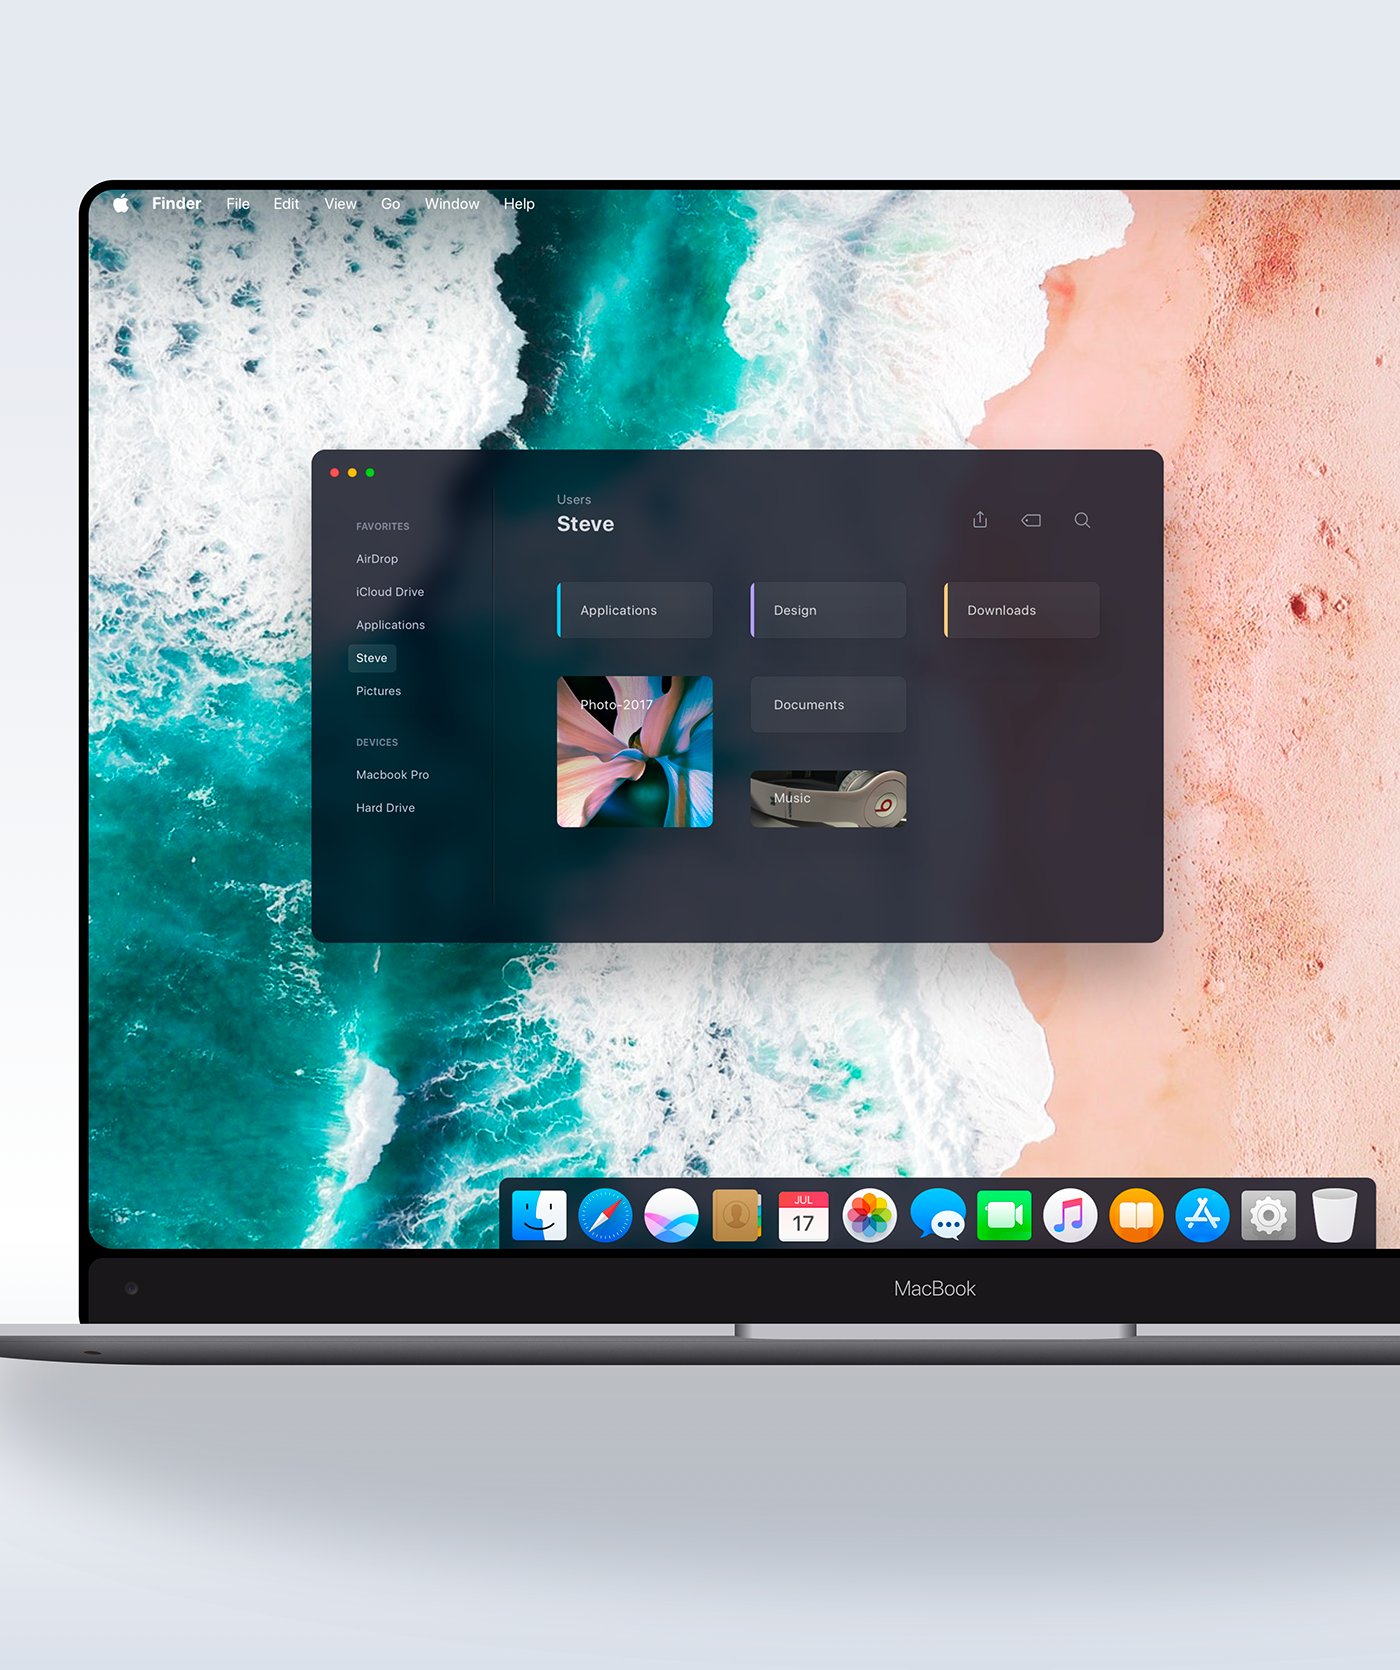 Finder File Edit View Go Window Help
Users
Steve
FAVORITES
AirDrop
iCloud Drive
Applications
Steve
Pictures
DEVICES
Macbook Pro
Hard Drive
Applications Design Downloads
Photo-2017 Documents
Music
JUL
17
MacBook